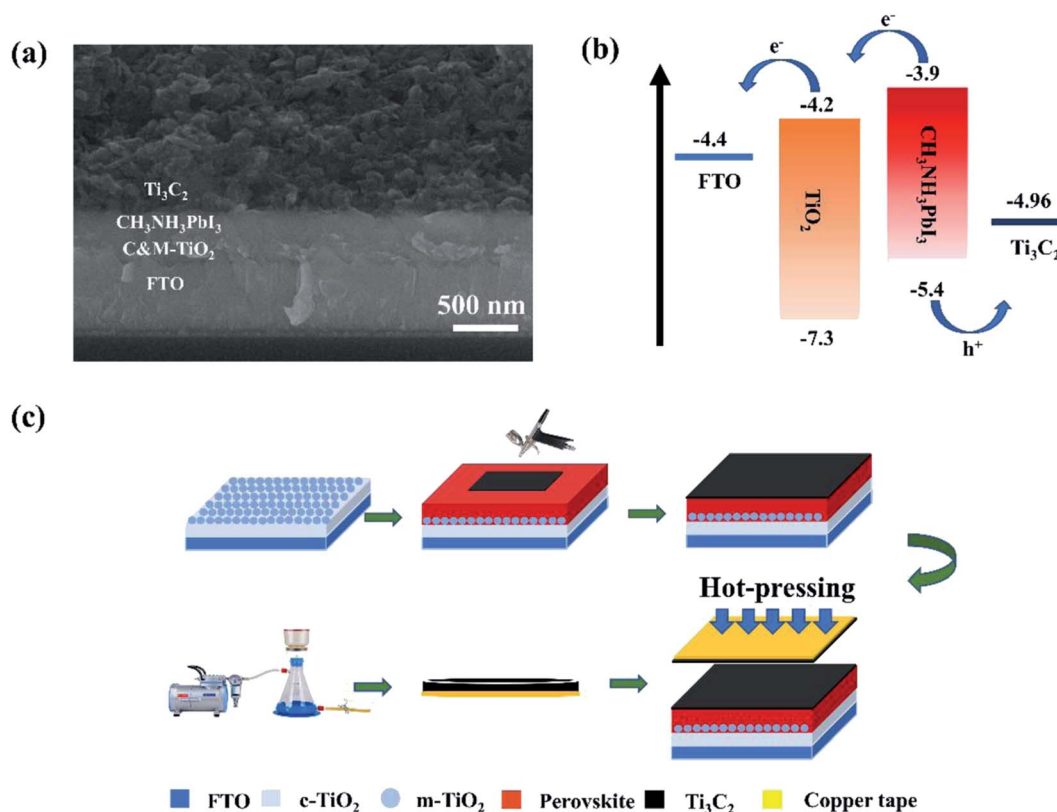 (a)
Ti₃C₂
CH₃NH₃PbI₃
C&M-TiO₂
FTO
500 nm
(b)
e⁻
e⁻
-3.9
-4.2
-4.4
FTO
TiO₂
CH₃NH₃PbI₃
-4.96
Ti₃C₂
-5.4
-7.3
h⁺
(c)
Hot-pressing
FTO c-TiO₂ m-TiO₂ Perovskite Ti₃C₂ Copper tape